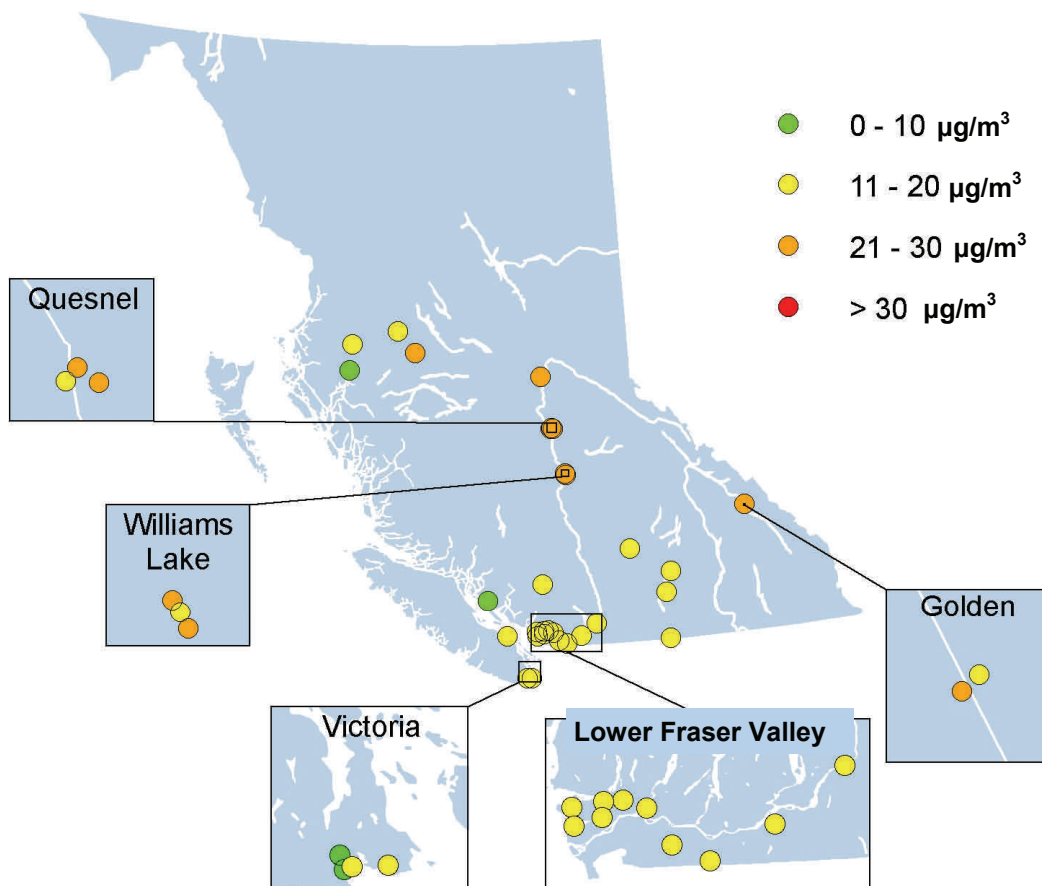 0 - 10 µg/m³
11 - 20 µg/m³
21 - 30 µg/m³
> 30 µg/m³
Quesnel
Williams
Lake
Golden
Victoria
Lower Fraser Valley